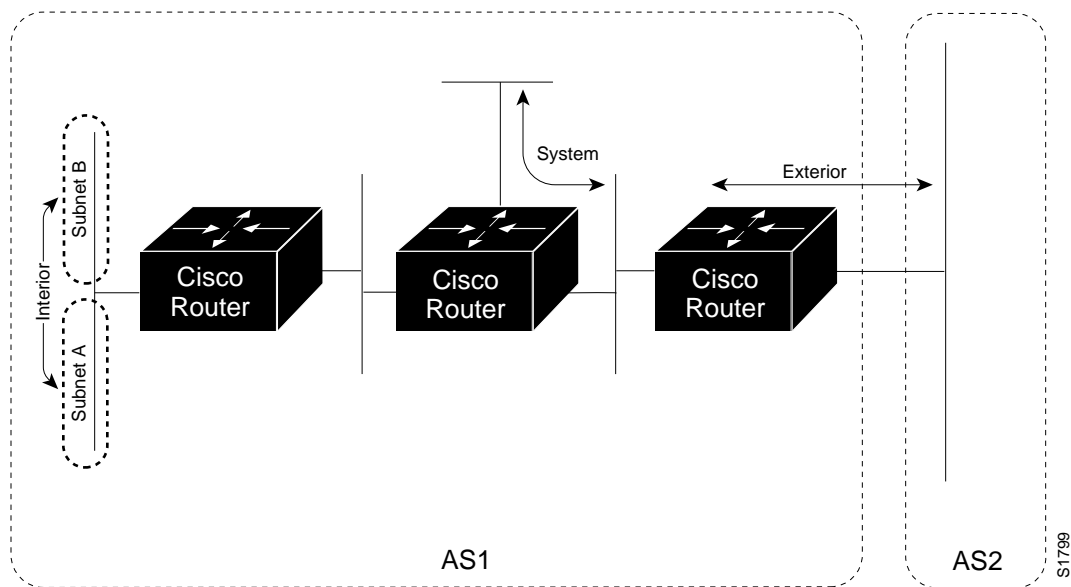 Subnet B
Interior
Subnet A
System
Exterior
Cisco
Router
Cisco
Router
Cisco
Router
AS1
AS2
S1799